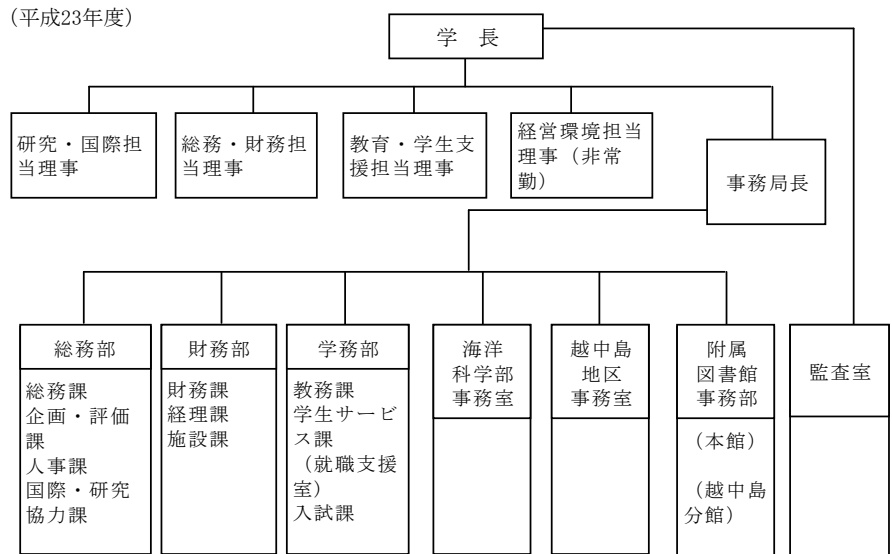 (平成23年度)
学 長
研究・国際担
当理事
総務・財務担
当理事
教育・学生支
援担当理事
経営環境担当
理事（非常
勤）
事務局長
総務部
総務課
企画・評価
課
人事課
国際・研究
協力課
財務部
財務課
経理課
施設課
学務部
教務課
学生サービ
ス課
（就職支援
室）
入試課
海洋
科学部
事務室
越中島
地区
事務室
附属
図書館
事務部
（本館）
（越中島
分館）
監査室